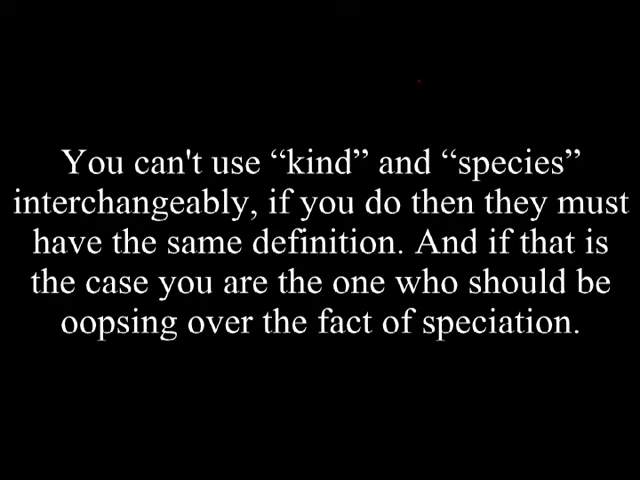 You can't use “kind” and “species”
interchangeably, if you do then they must
have the same definition. And if that is
the case you are the one who should be
oopsing over the fact of speciation.